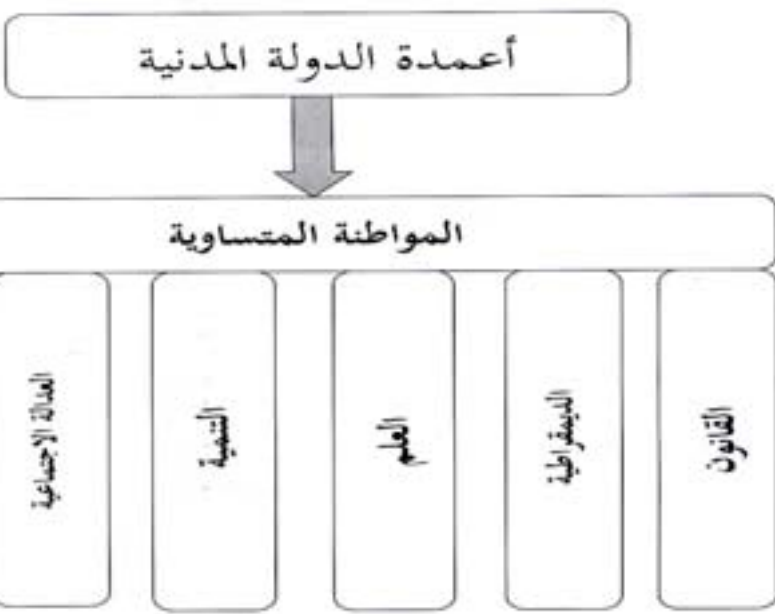 أعمدة الدولة المدنية
المواطنة المتساوية
القانون
الديمقراطية
العلم
التنمية
العدالة الاجتماعية